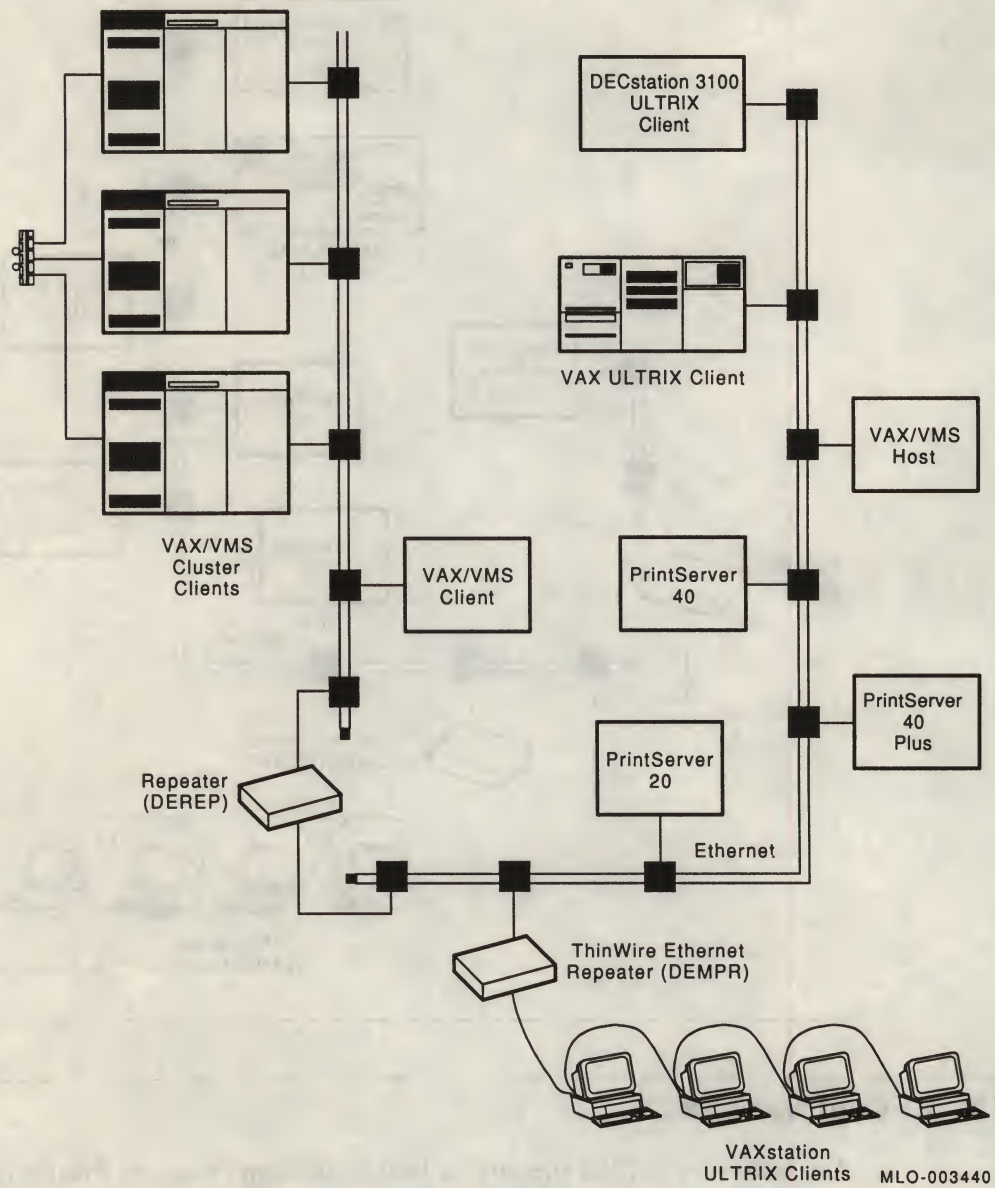 DECstation 3100
ULTRIX
Client
VAX ULTRIX Client
VAX/VMS
Host
VAX/VMS
Cluster
Clients
VAX/VMS
Client
PrintServer
40
PrintServer
40
Plus
Repeater
(DEREP)
PrintServer
20
Ethernet
ThinWire Ethernet
Repeater (DEMPR)
VAXstation
ULTRIX Clients
MLO-003440